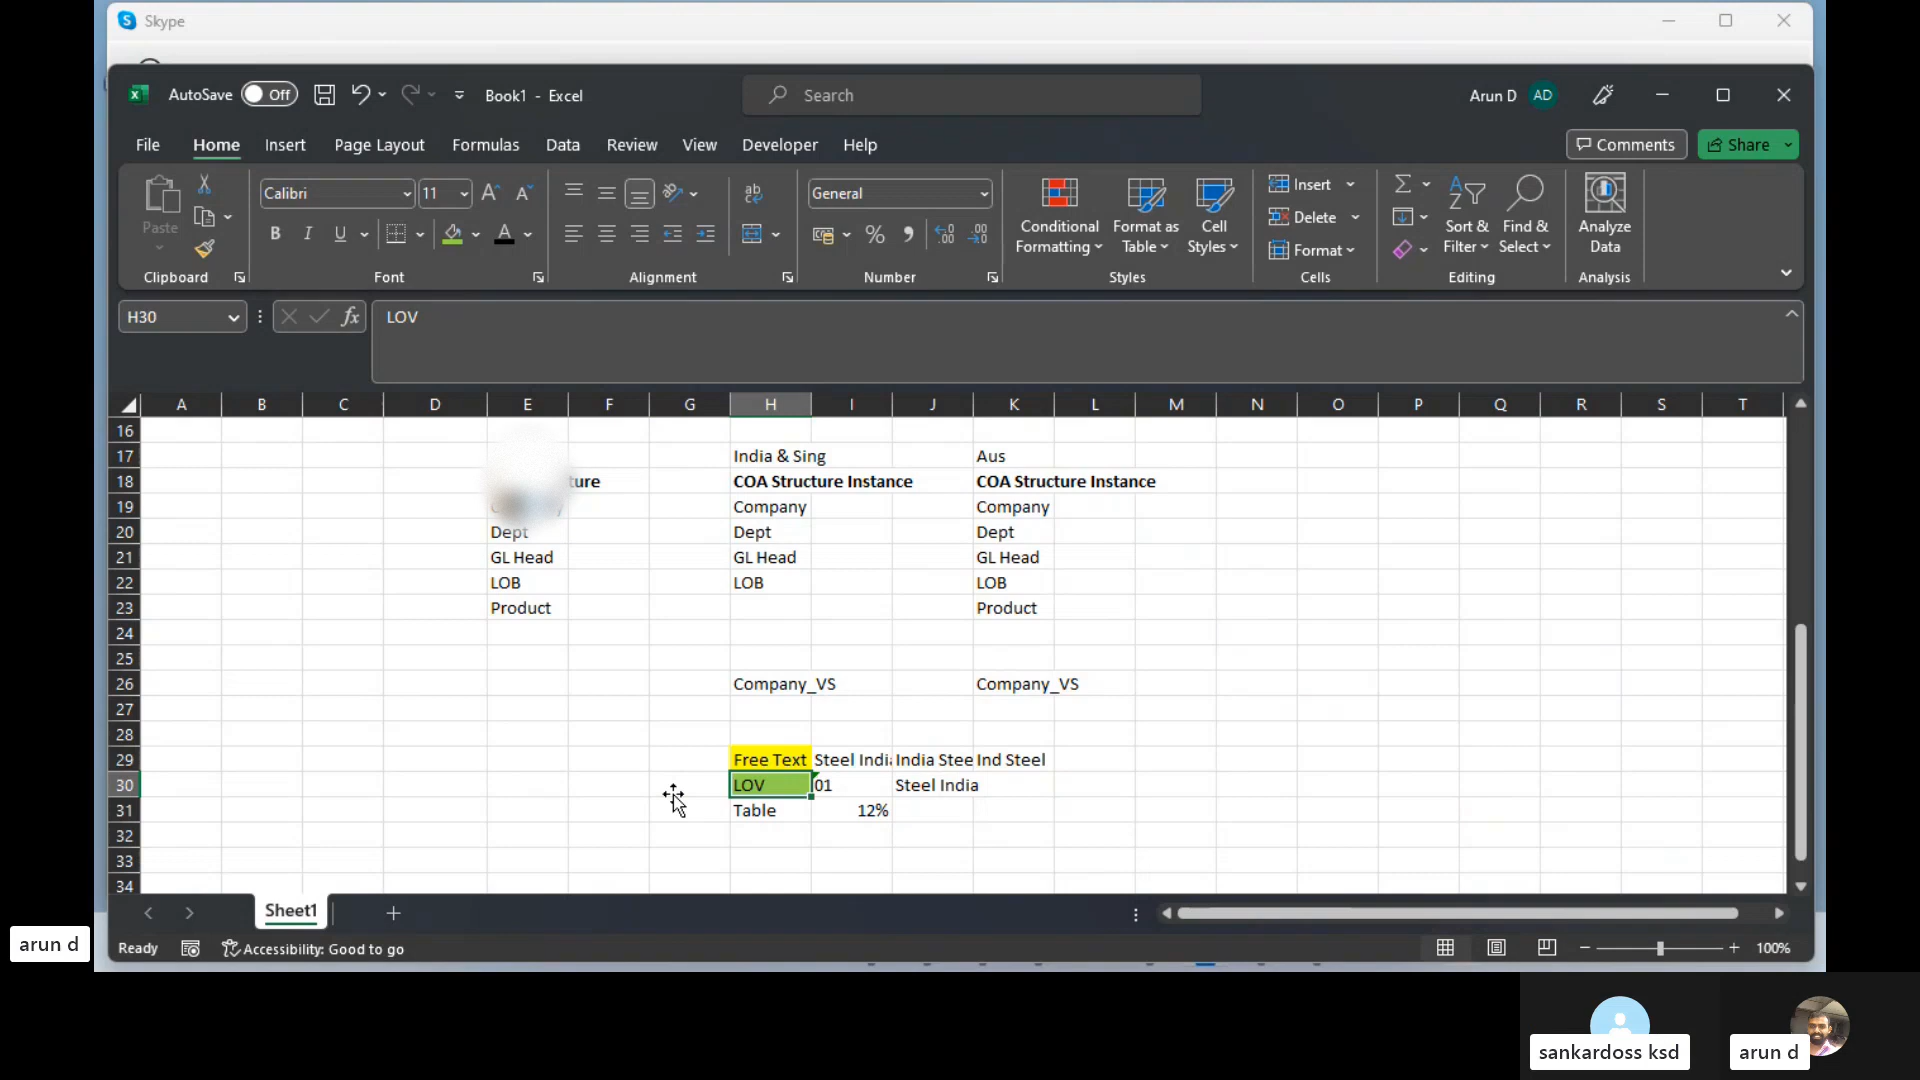 Skype
AutoSave Off Book1 - Excel Search Arun D AD
File Home Insert Page Layout Formulas Data Review View Developer Help Comments Share
Paste Calibri 11 General Conditional Formatting Format as Table Cell Styles Insert Delete Format Sort & Filter Find & Select Analyze Data
Clipboard Font Alignment Number Styles Cells Editing Analysis
H30 fx LOV
A B C D E F G H I J K L M N O P Q R S T
16
17 India & Sing Aus
18 ture COA Structure Instance COA Structure Instance
19 Company Company
20 Dept Dept Dept
21 GL Head GL Head GL Head
22 LOB LOB LOB
23 Product Product
24
25
26 Company_VS Company_VS
27
28
29 Free Text Steel Indi India Stee Ind Steel
30 LOV 01 Steel India
31 Table 12%
32
33
34
Sheet1
Ready Accessibility: Good to go 100%
arun d
sankardoss ksd
arun d